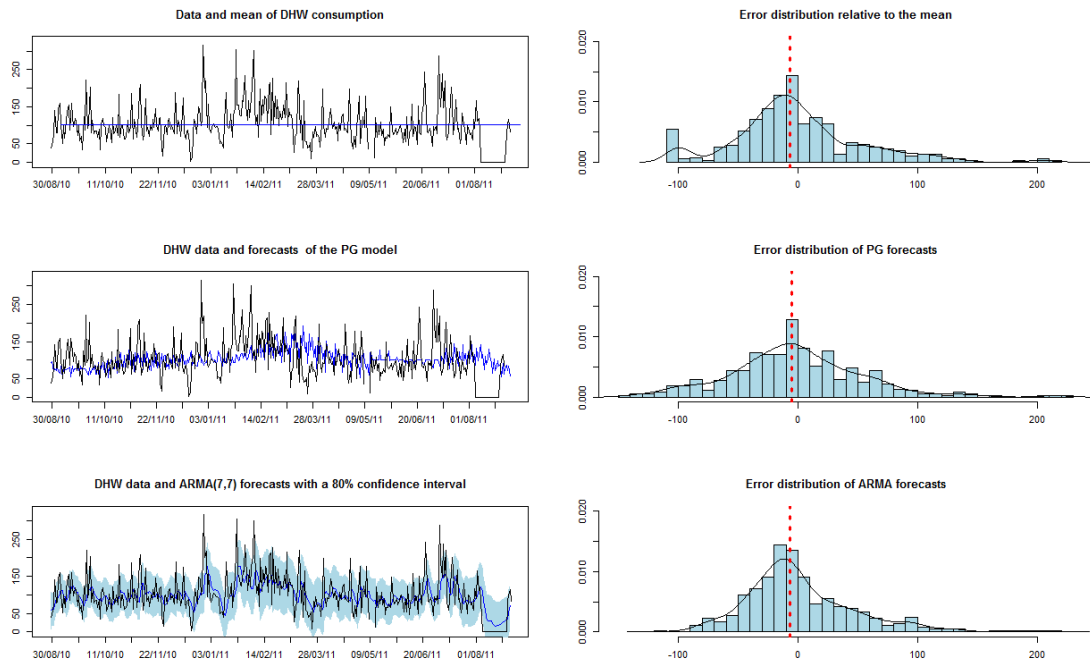 Data and mean of DHW consumption
0 50 150 250
30/08/10 11/10/10 22/11/10 03/01/11 14/02/11 28/03/11 09/05/11 20/06/11 01/08/11
Error distribution relative to the mean
0.000 0.010 0.020
-100 0 100 200
DHW data and forecasts of the PG model
0 50 150 250
30/08/10 11/10/10 22/11/10 03/01/11 14/02/11 28/03/11 09/05/11 20/06/11 01/08/11
Error distribution of PG forecasts
0.000 0.010 0.020
-100 0 100 200
DHW data and ARMA(7,7) forecasts with a 80% confidence interval
0 50 150 250
30/08/10 11/10/10 22/11/10 03/01/11 14/02/11 28/03/11 09/05/11 20/06/11 01/08/11
Error distribution of ARMA forecasts
0.000 0.010 0.020
-100 0 100 200